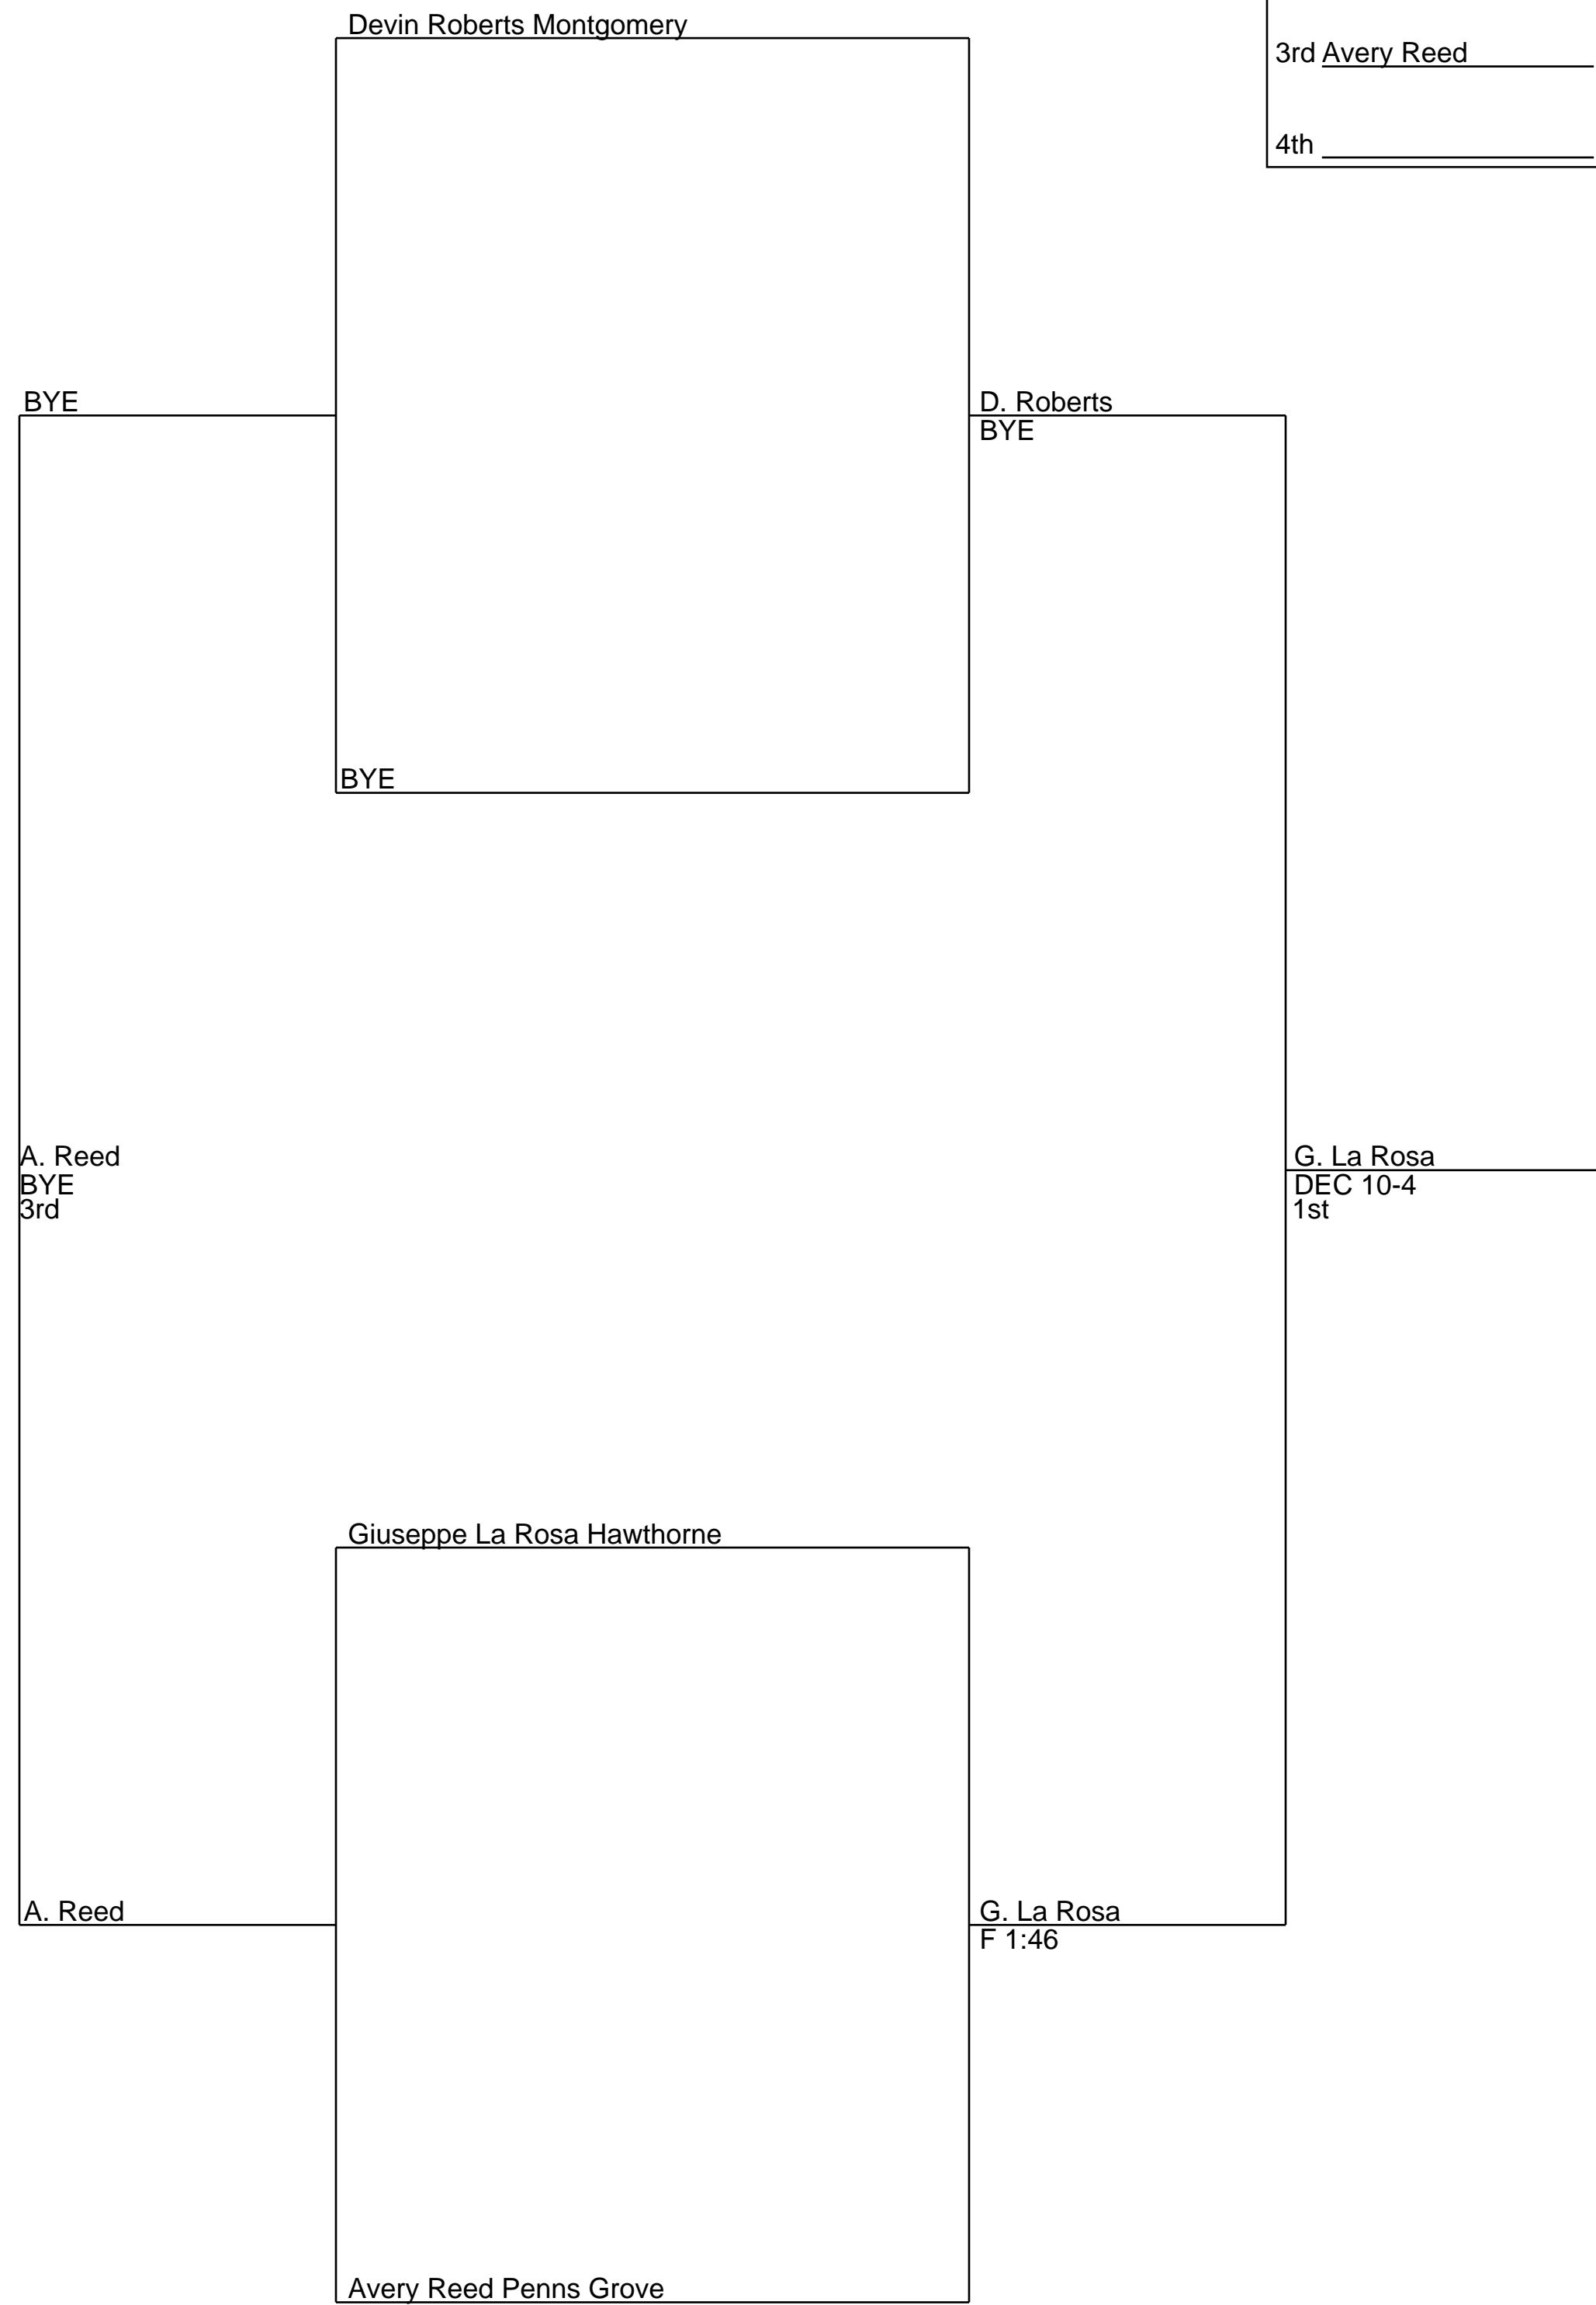 Devin Roberts Montgomery
3rd Avery Reed
4th
BYE
D. Roberts
BYE
BYE
A. Reed
BYE
3rd
G. La Rosa
DEC 10-4
1st
Giuseppe La Rosa Hawthorne
A. Reed
G. La Rosa
F 1:46
Avery Reed Penns Grove